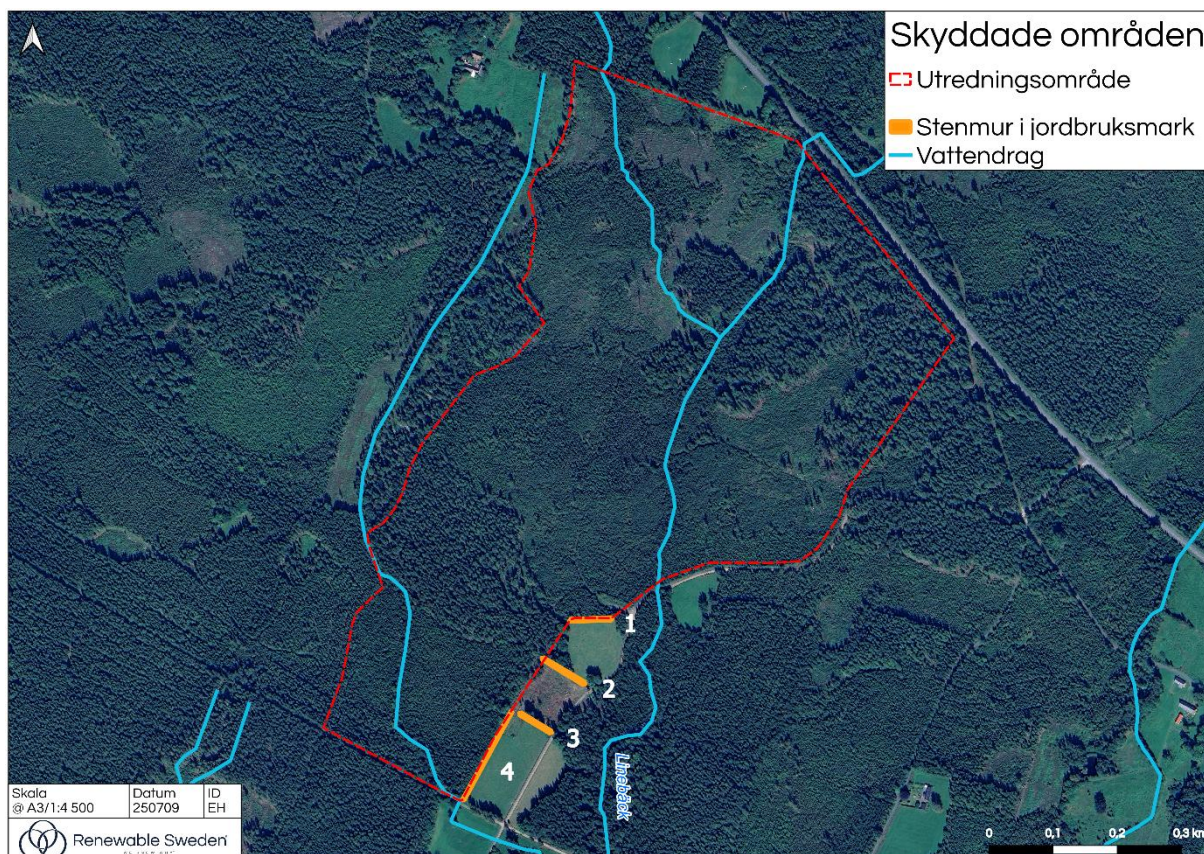 Skyddade områden
Utredningsområde
Stenmur i jordbruksmark
Vattendrag
1
2
3
4
Linebäck
Skala
@ A3/1:4 500
Datum
250709
ID
EH
Renewable Sweden
0 0,1 0,2 0,3 km